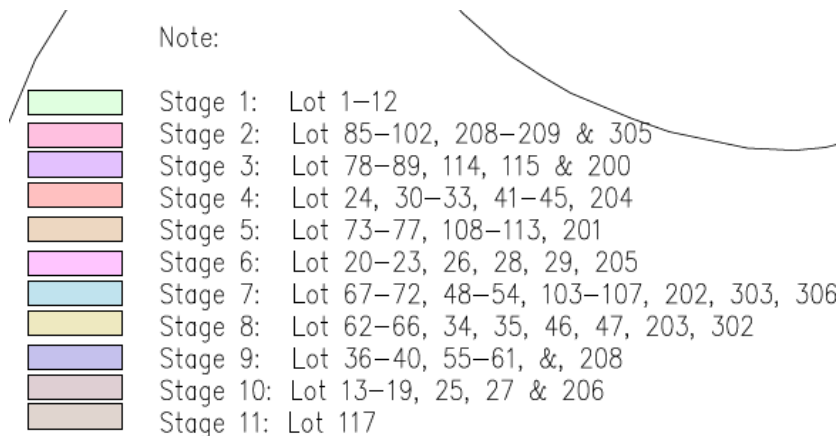 Note:
Stage 1: Lot 1-12
Stage 2: Lot 85-102, 208-209 & 305
Stage 3: Lot 78-89, 114, 115 & 200
Stage 4: Lot 24, 30-33, 41-45, 204
Stage 5: Lot 73-77, 108-113, 201
Stage 6: Lot 20-23, 26, 28, 29, 205
Stage 7: Lot 67-72, 48-54, 103-107, 202, 303, 306
Stage 8: Lot 62-66, 34, 35, 46, 47, 203, 302
Stage 9: Lot 36-40, 55-61, &, 208
Stage 10: Lot 13-19, 25, 27 & 206
Stage 11: Lot 117